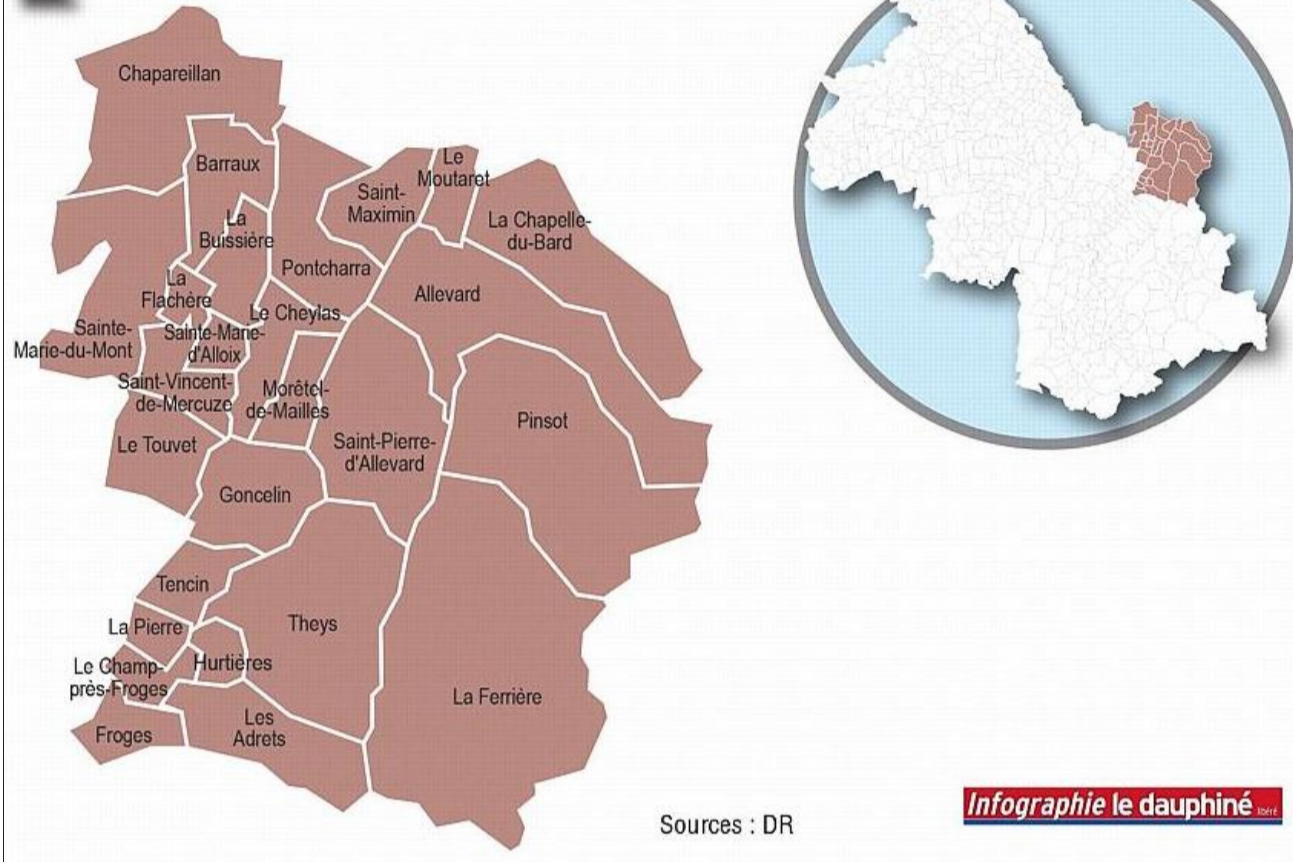 Chapareillan
Barraux
Le
Moutaret
Saint-
Maximin
La Chapelle-
du-Bard
La
Buissière
Pontcharra
Allevard
La
Flachère
Le Cheylas
Sainte-
Marie-du-Mont
Sainte-Marie-
d'Alloix
Saint-Vincent-
de-Mercuze
Morêtel-
de-Mailles
Pinsot
Le Touvet
Saint-Pierre-
d'Allevard
Goncelin
Tencin
Theys
La Pierre
Hurtières
Le Champ-
près-Froges
La Ferrière
Froges
Les
Adrets
Sources : DR
Infographie le dauphiné libéré